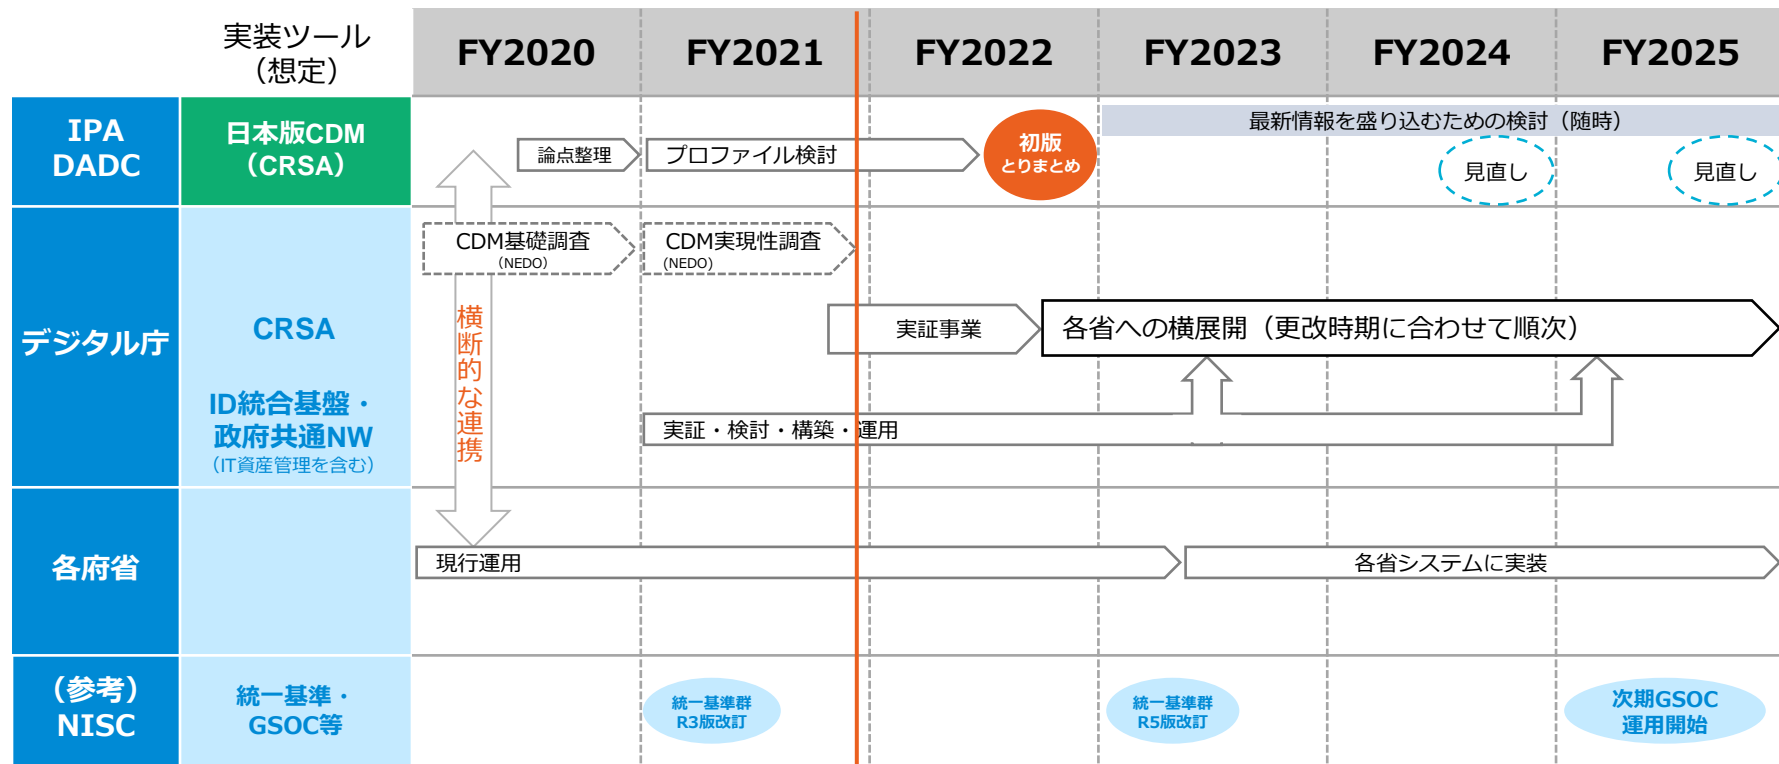 実装ツール
（想定）
FY2020
FY2021
FY2022
FY2023
FY2024
FY2025
IPA
DADC
日本版CDM
（CRSA）
論点整理
プロファイル検討
初版
とりまとめ
最新情報を盛り込むための検討（随時）
見直し
見直し
デジタル庁
CRSA
ID統合基盤・
政府共通NW
（IT資産管理を含む）
CDM基礎調査
（NEDO）
CDM実現性調査
（NEDO）
横断的な連携
実証事業
各省への横展開（更改時期に合わせて順次）
実証・検討・構築・運用
各府省
現行運用
各省システムに実装
（参考）
NISC
統一基準・
GSOC等
統一基準群
R3版改訂
統一基準群
R5版改訂
次期GSOC
運用開始